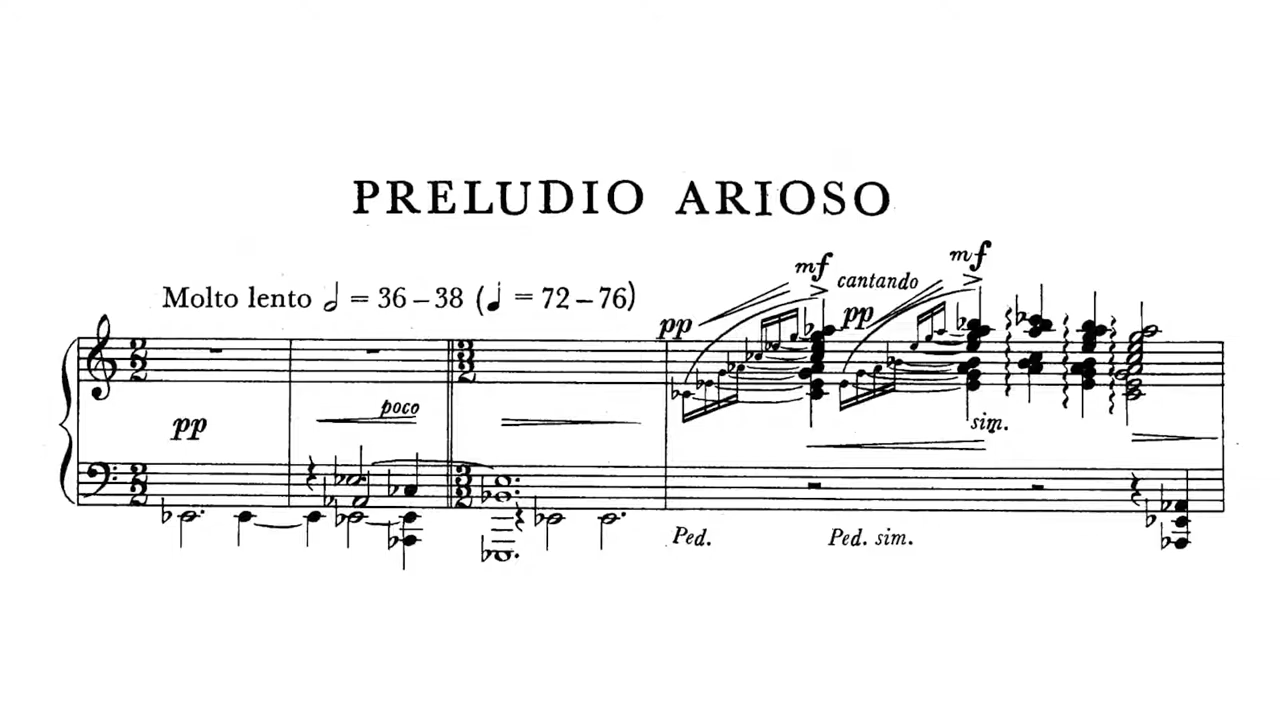 PRELUDIO ARIOSO
Molto lento 𝅗𝅥 = 36 – 38 (♩ = 72 – 76)
mf
mf
cantando
pp
pp
pp
poco
sim.
Ped.
Ped. sim.